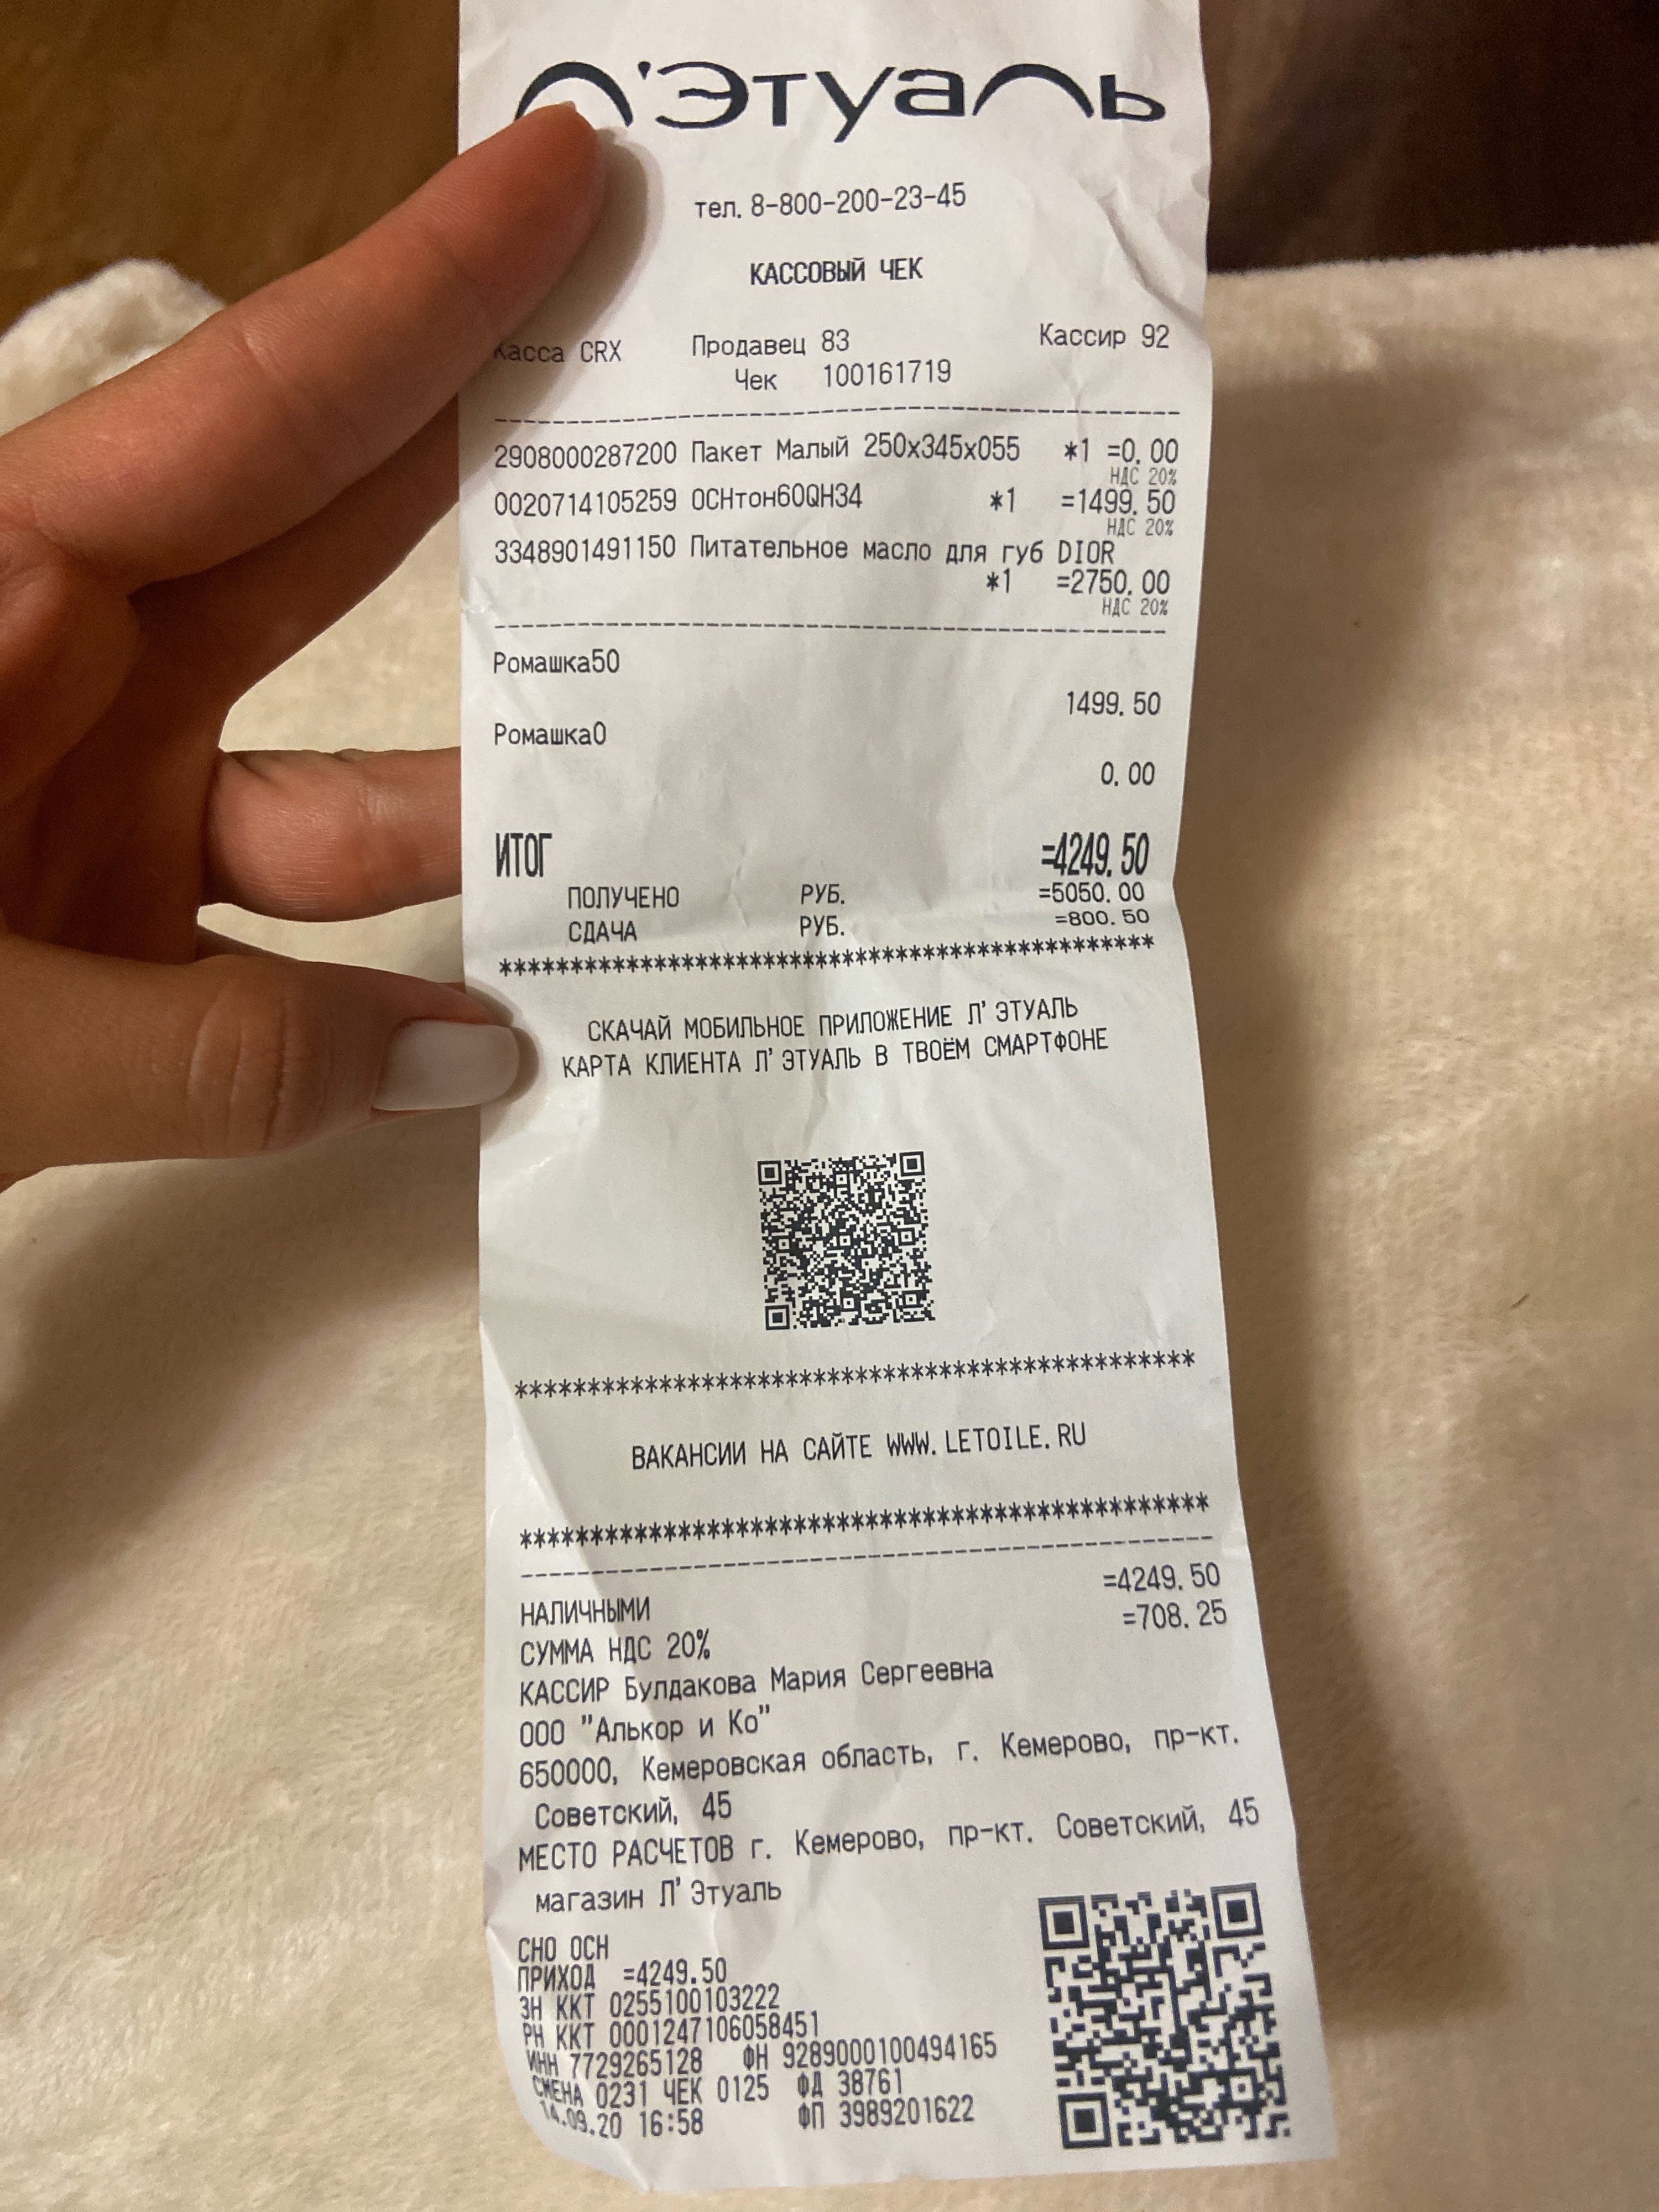 Л'Этуаль
тел. 8-800-200-23-45
КАССОВЫЙ ЧЕК
Касса CRX Продавец 83 Кассир 92
Чек 100161719
2908000287200 Пакет Малый 250x345x055 *1 =0.00
НДС 20%
0020714105259 ОСНтон60QH34 *1 =1499.50
НДС 20%
3348901491150 Питательное масло для губ DIOR
*1 =2750.00
НДС 20%
Ромашка50
1499.50
Ромашка0
0.00
ИТОГ =4249.50
ПОЛУЧЕНО РУБ. =5050.00
СДАЧА РУБ. =800.50
***********************************************
СКАЧАЙ МОБИЛЬНОЕ ПРИЛОЖЕНИЕ Л'ЭТУАЛЬ
КАРТА КЛИЕНТА Л'ЭТУАЛЬ В ТВОЁМ СМАРТФОНЕ
***********************************************
ВАКАНСИИ НА САЙТЕ WWW.LETOILE.RU
***********************************************
НАЛИЧНЫМИ =4249.50
СУММА НДС 20% =708.25
КАССИР Булдакова Мария Сергеевна
ООО "Алькор и Ко"
650000, Кемеровская область, г. Кемерово, пр-кт.
Советский, 45
МЕСТО РАСЧЕТОВ г. Кемерово, пр-кт. Советский, 45
магазин Л'Этуаль
СНО ОСН
ПРИХОД =4249.50
ЗН ККТ 0255100103222
РН ККТ 0001247106058451
ИНН 7729265128 ФН 9289000100494165
СМЕНА 0231 ЧЕК 0125 ФД 38761
14.09.20 16:58 ФП 3989201622